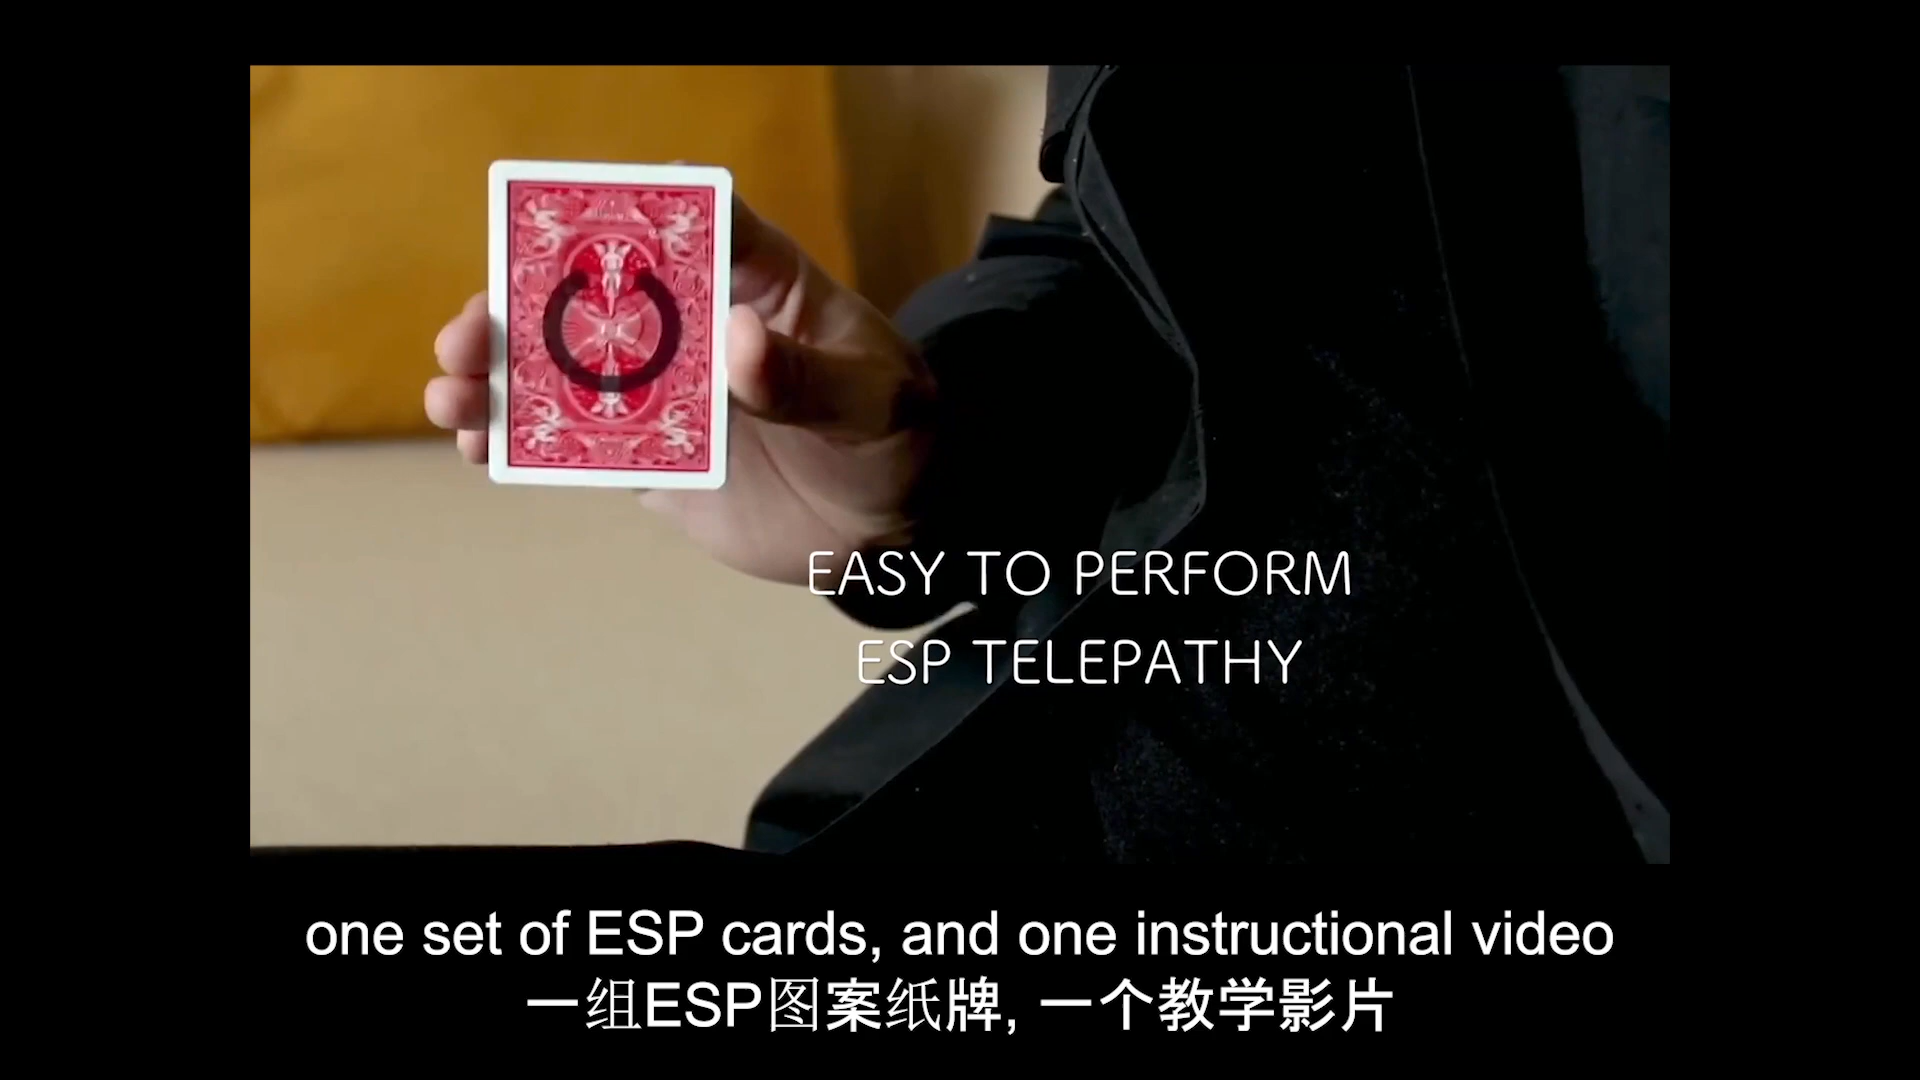 EASY TO PERFORM
ESP TELEPATHY
one set of ESP cards, and one instructional video
一组ESP图案纸牌, 一个教学影片